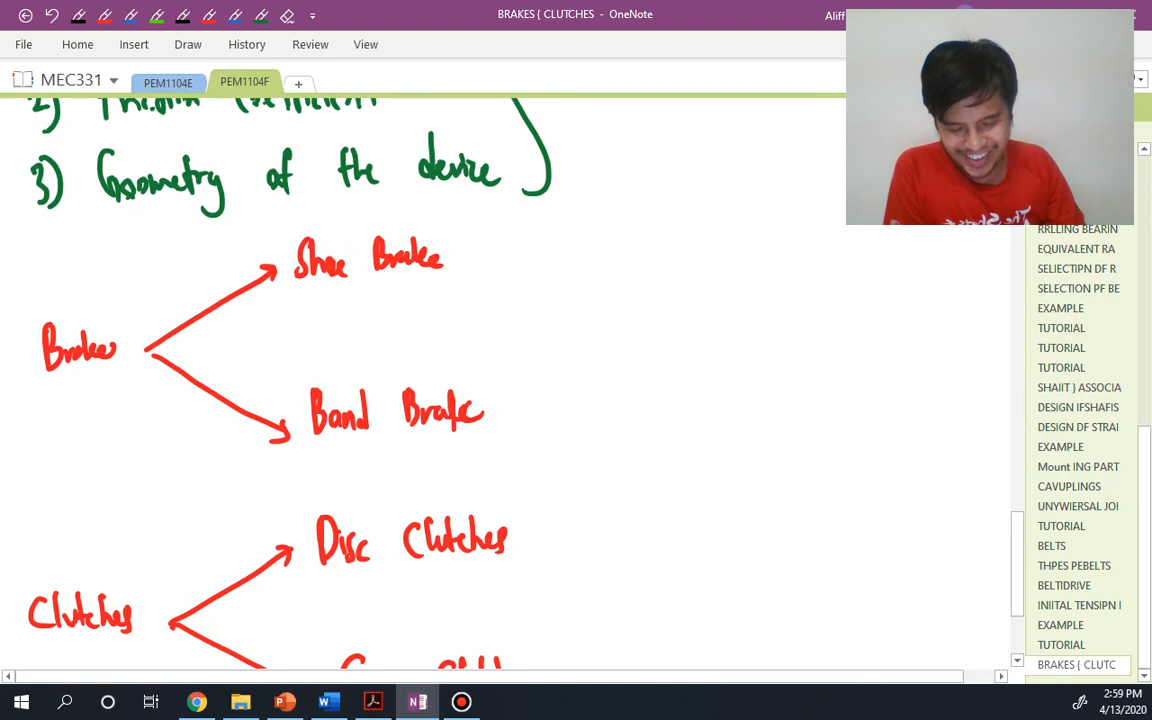 BRAKES { CLUTCHES - OneNote
Aliff
File Home Insert Draw History Review View
MEC331 PEM1104E PEM1104F
3) Geometry of the device
Shoe Brake
Brakes
Band Brake
Disc Clutches
Clutches
RRLLING BEARIN
EQUIVALENT RA
SELIECTIPN DF R
SELECTION PF BE
EXAMPLE
TUTORIAL
TUTORIAL
TUTORIAL
SHAIIT } ASSOCIA
DESIGN IFSHAFIS
DESIGN DF STRAI
EXAMPLE
Mount ING PART
CAVUPLINGS
UNYWIERSAL JOI
TUTORIAL
BELTS
THPES PEBELTS
BELTIDRIVE
INIITAL TENSIPN I
EXAMPLE
TUTORIAL
BRAKES { CLUTC
2:59 PM
4/13/2020